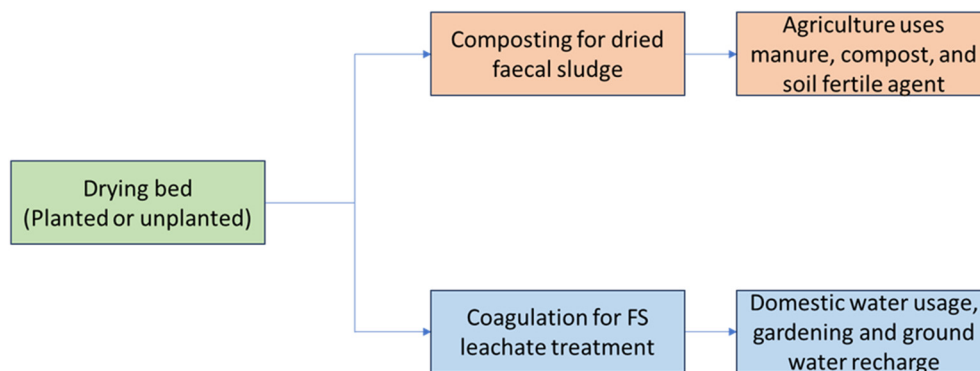 Composting for dried
faecal sludge
Agriculture uses
manure, compost, and
soil fertile agent
Drying bed
(Planted or unplanted)
Coagulation for FS
leachate treatment
Domestic water usage,
gardening and ground
water recharge